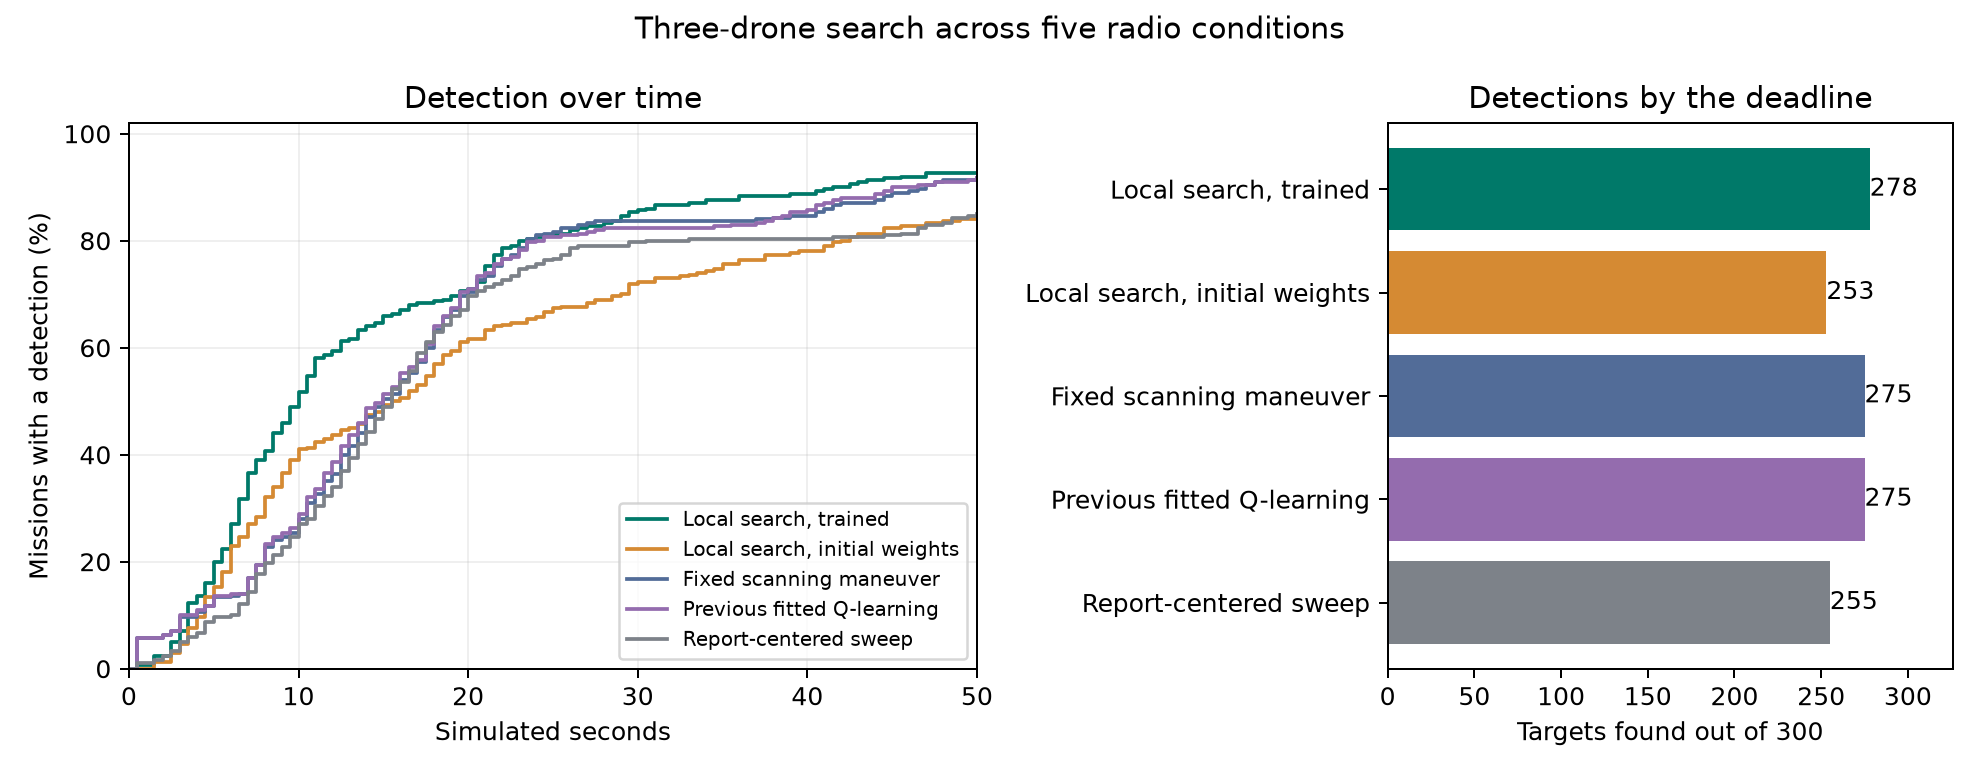 Three-drone search across five radio conditions
Detection over time
Missions with a detection (%)
100
80
60
40
20
0
0 10 20 30 40 50
Simulated seconds
Local search, trained
Local search, initial weights
Fixed scanning maneuver
Previous fitted Q-learning
Report-centered sweep
Detections by the deadline
Local search, trained 278
Local search, initial weights 253
Fixed scanning maneuver 275
Previous fitted Q-learning 275
Report-centered sweep 255
0 50 100 150 200 250 300
Targets found out of 300